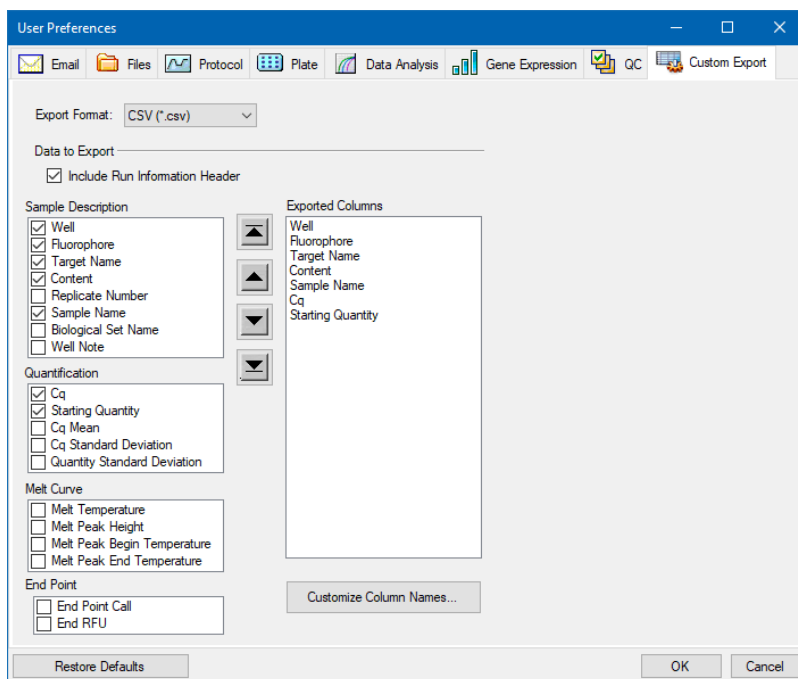 User Preferences
Email Files Protocol Plate Data Analysis Gene Expression QC Custom Export
Export Format: CSV (*.csv)
Data to Export
Include Run Information Header
Sample Description
Well
Fluorophore
Target Name
Content
Replicate Number
Sample Name
Biological Set Name
Well Note
Quantification
Cq
Starting Quantity
Cq Mean
Cq Standard Deviation
Quantity Standard Deviation
Melt Curve
Melt Temperature
Melt Peak Height
Melt Peak Begin Temperature
Melt Peak End Temperature
End Point
End Point Call
End RFU
Exported Columns
Well
Fluorophore
Target Name
Content
Sample Name
Cq
Starting Quantity
Customize Column Names...
Restore Defaults OK Cancel